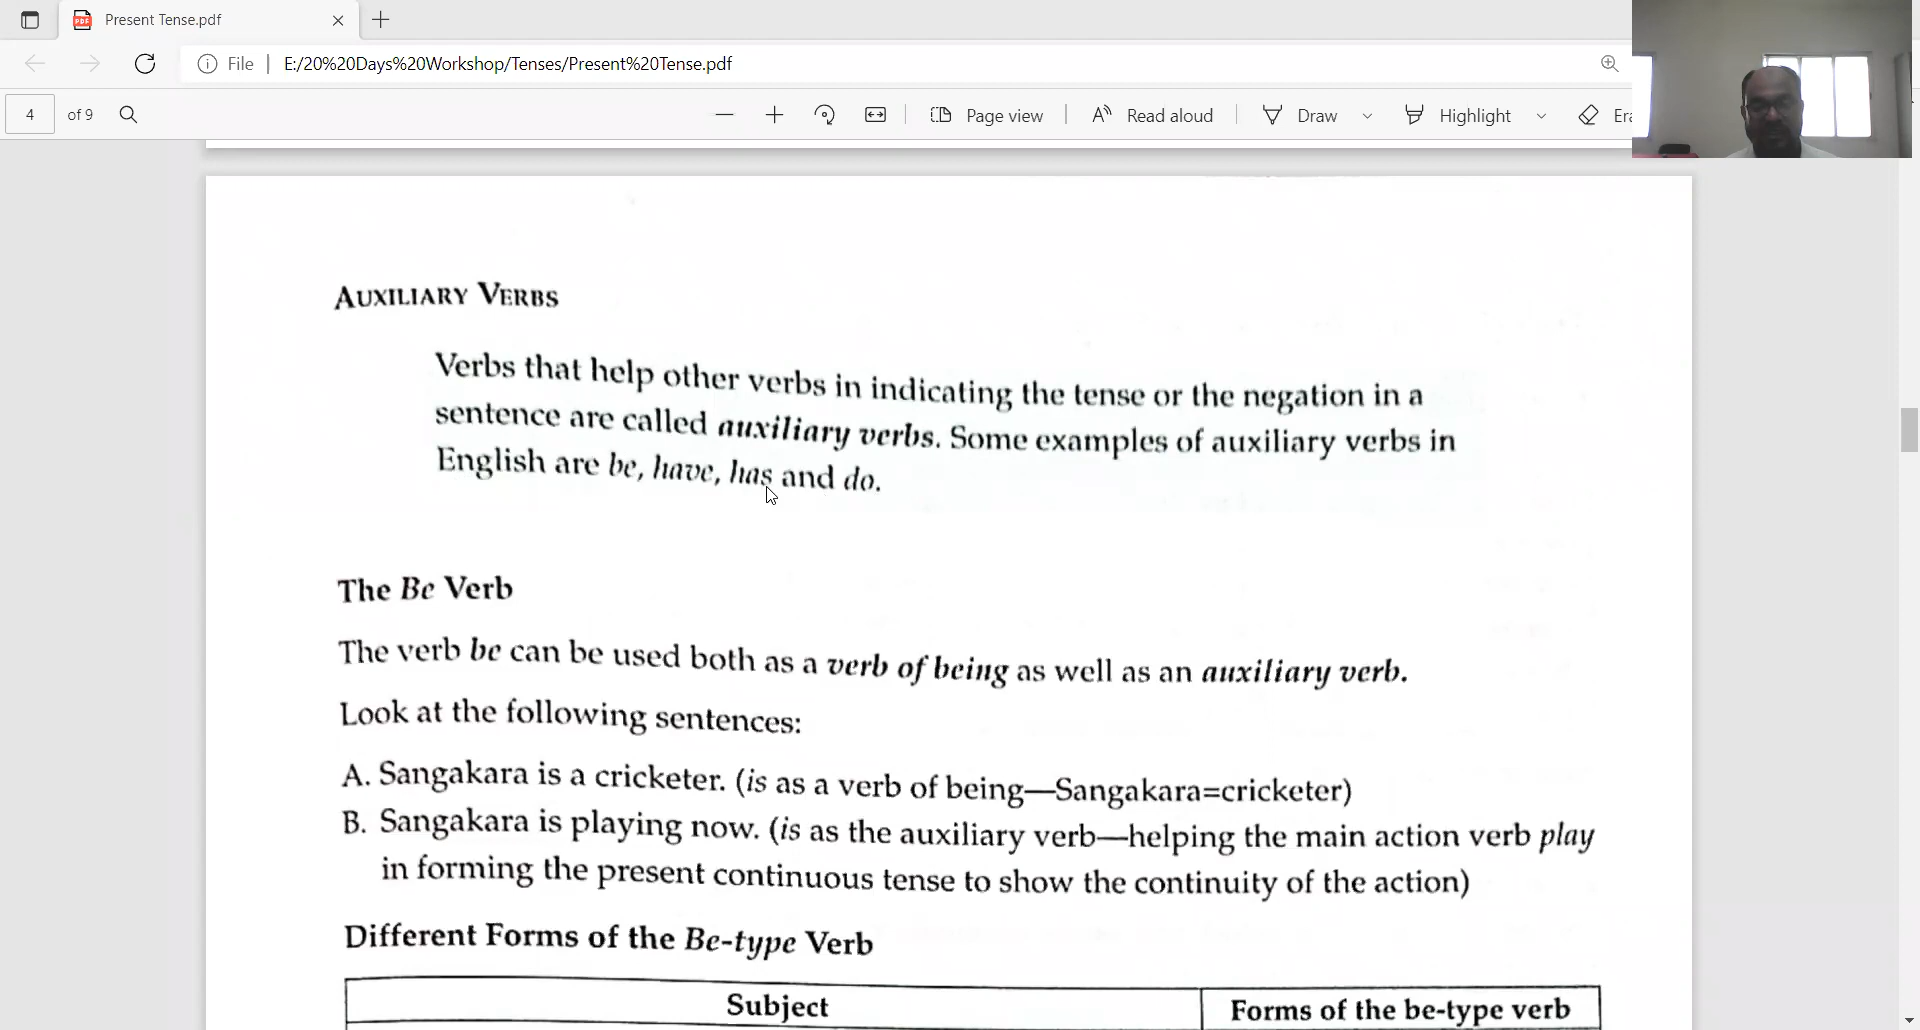 Present Tense.pdf
File | E:/20%20Days%20Workshop/Tenses/Present%20Tense.pdf
4 of 9
Page view
Read aloud
Draw
Highlight
AUXILIARY VERBS
Verbs that help other verbs in indicating the tense or the negation in a
sentence are called auxiliary verbs. Some examples of auxiliary verbs in
English are be, have, has and do.
The Be Verb
The verb be can be used both as a verb of being as well as an auxiliary verb.
Look at the following sentences:
A. Sangakara is a cricketer. (is as a verb of being—Sangakara=cricketer)
B. Sangakara is playing now. (is as the auxiliary verb—helping the main action verb play
in forming the present continuous tense to show the continuity of the action)
Different Forms of the Be-type Verb
Subject
Forms of the be-type verb